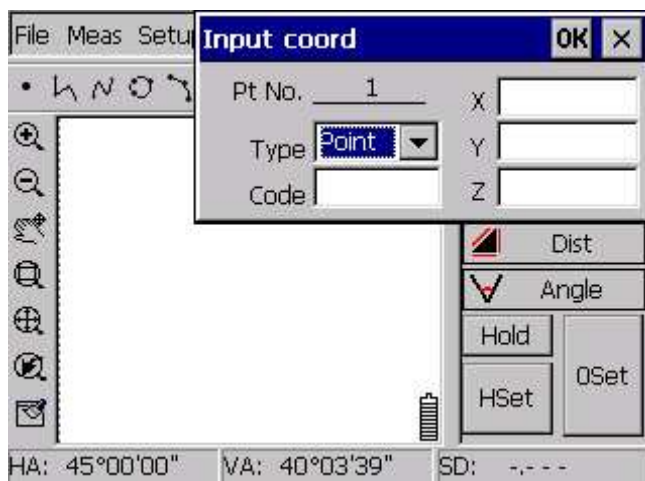 File Meas Setu
Input coord OK ×
Pt No. 1
X
Type Point
Y
Code
Z
Dist
Angle
Hold
HSet
0Set
HA: 45°00'00" VA: 40°03'39" SD: -.---